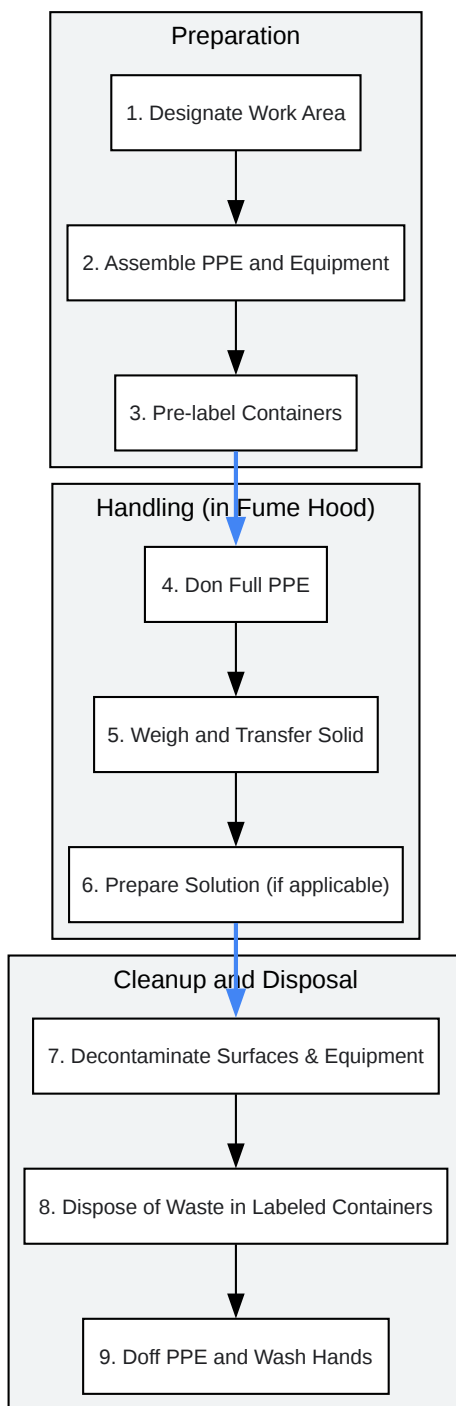 Preparation
1. Designate Work Area
2. Assemble PPE and Equipment
3. Pre-label Containers
Handling (in Fume Hood)
4. Don Full PPE
5. Weigh and Transfer Solid
6. Prepare Solution (if applicable)
Cleanup and Disposal
7. Decontaminate Surfaces & Equipment
8. Dispose of Waste in Labeled Containers
9. Doff PPE and Wash Hands